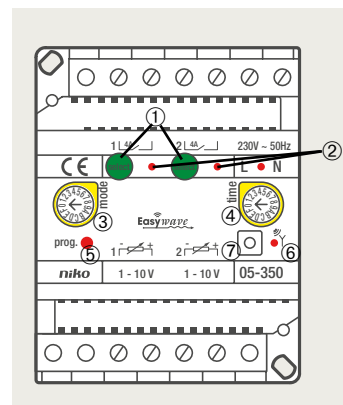 ①
1 4A 2 4A 230V ~ 50Hz
②
CE L N
mode time
③ ④
Easywave
prog. ⑤ ⑦ ⑥
1 - + 2 - +
niko 1 - 10 V 1 - 10 V 05-350